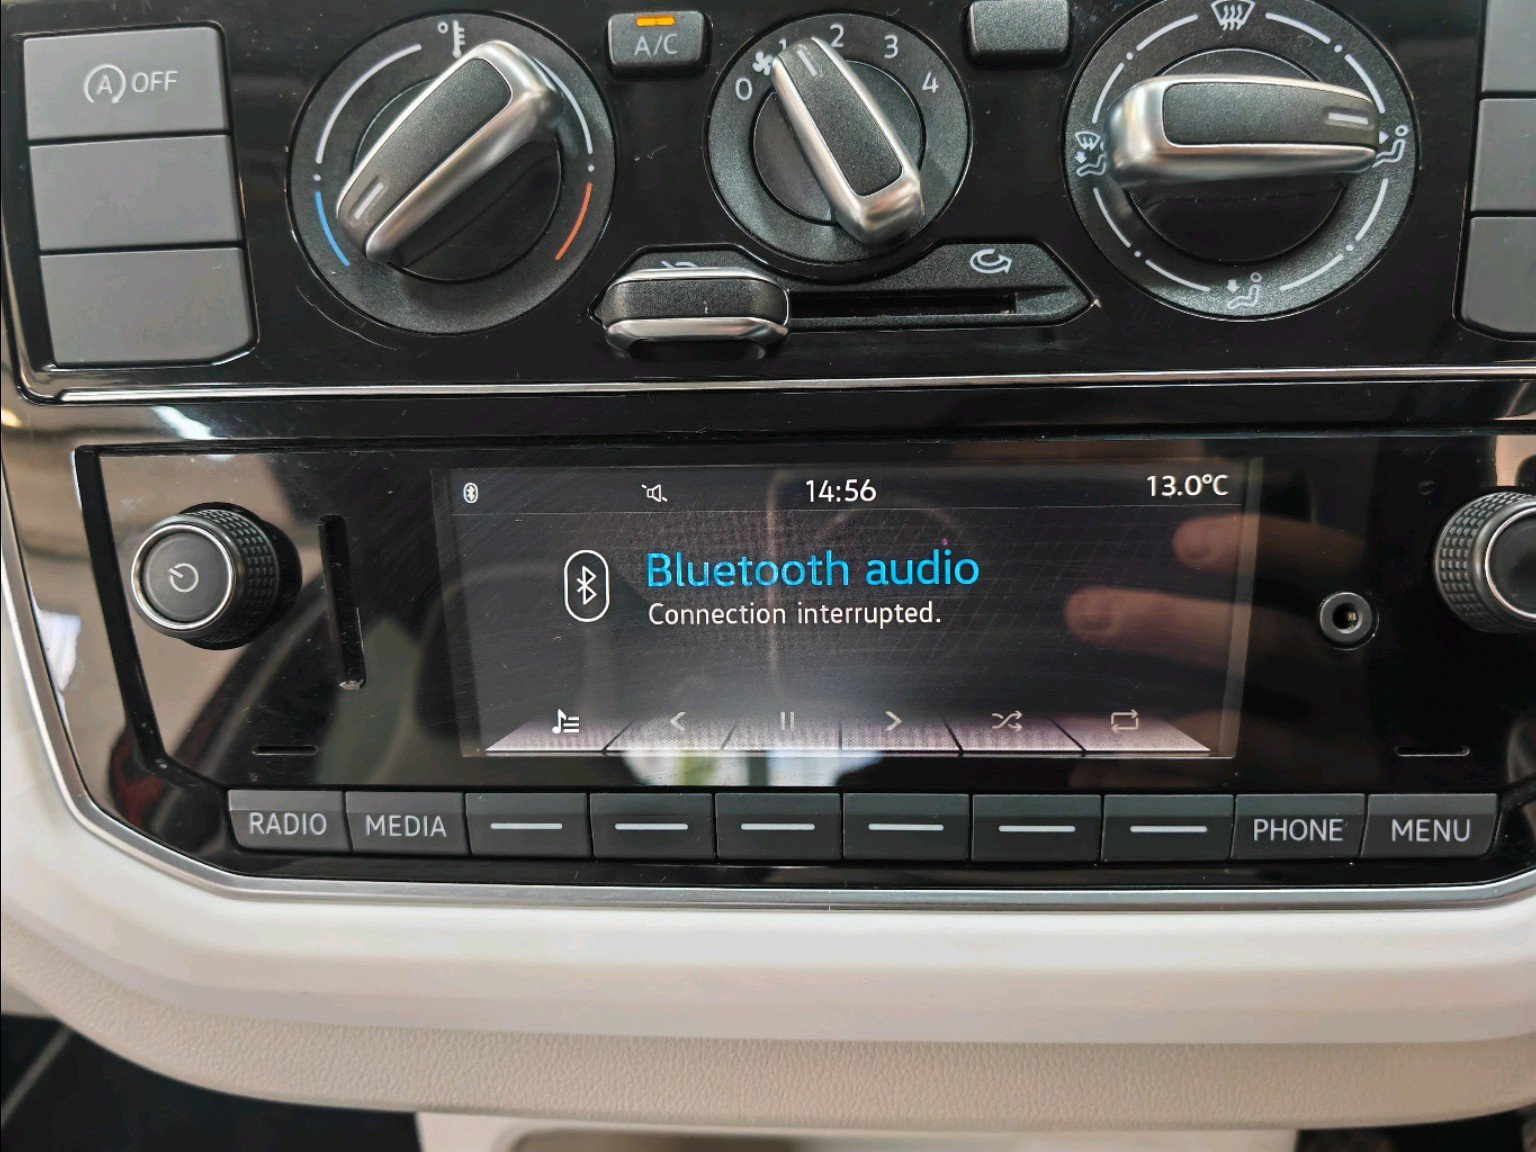 A OFF
A/C
0 1 2 3 4
14:56
13.0°C
Bluetooth audio
Connection interrupted.
RADIO MEDIA PHONE MENU